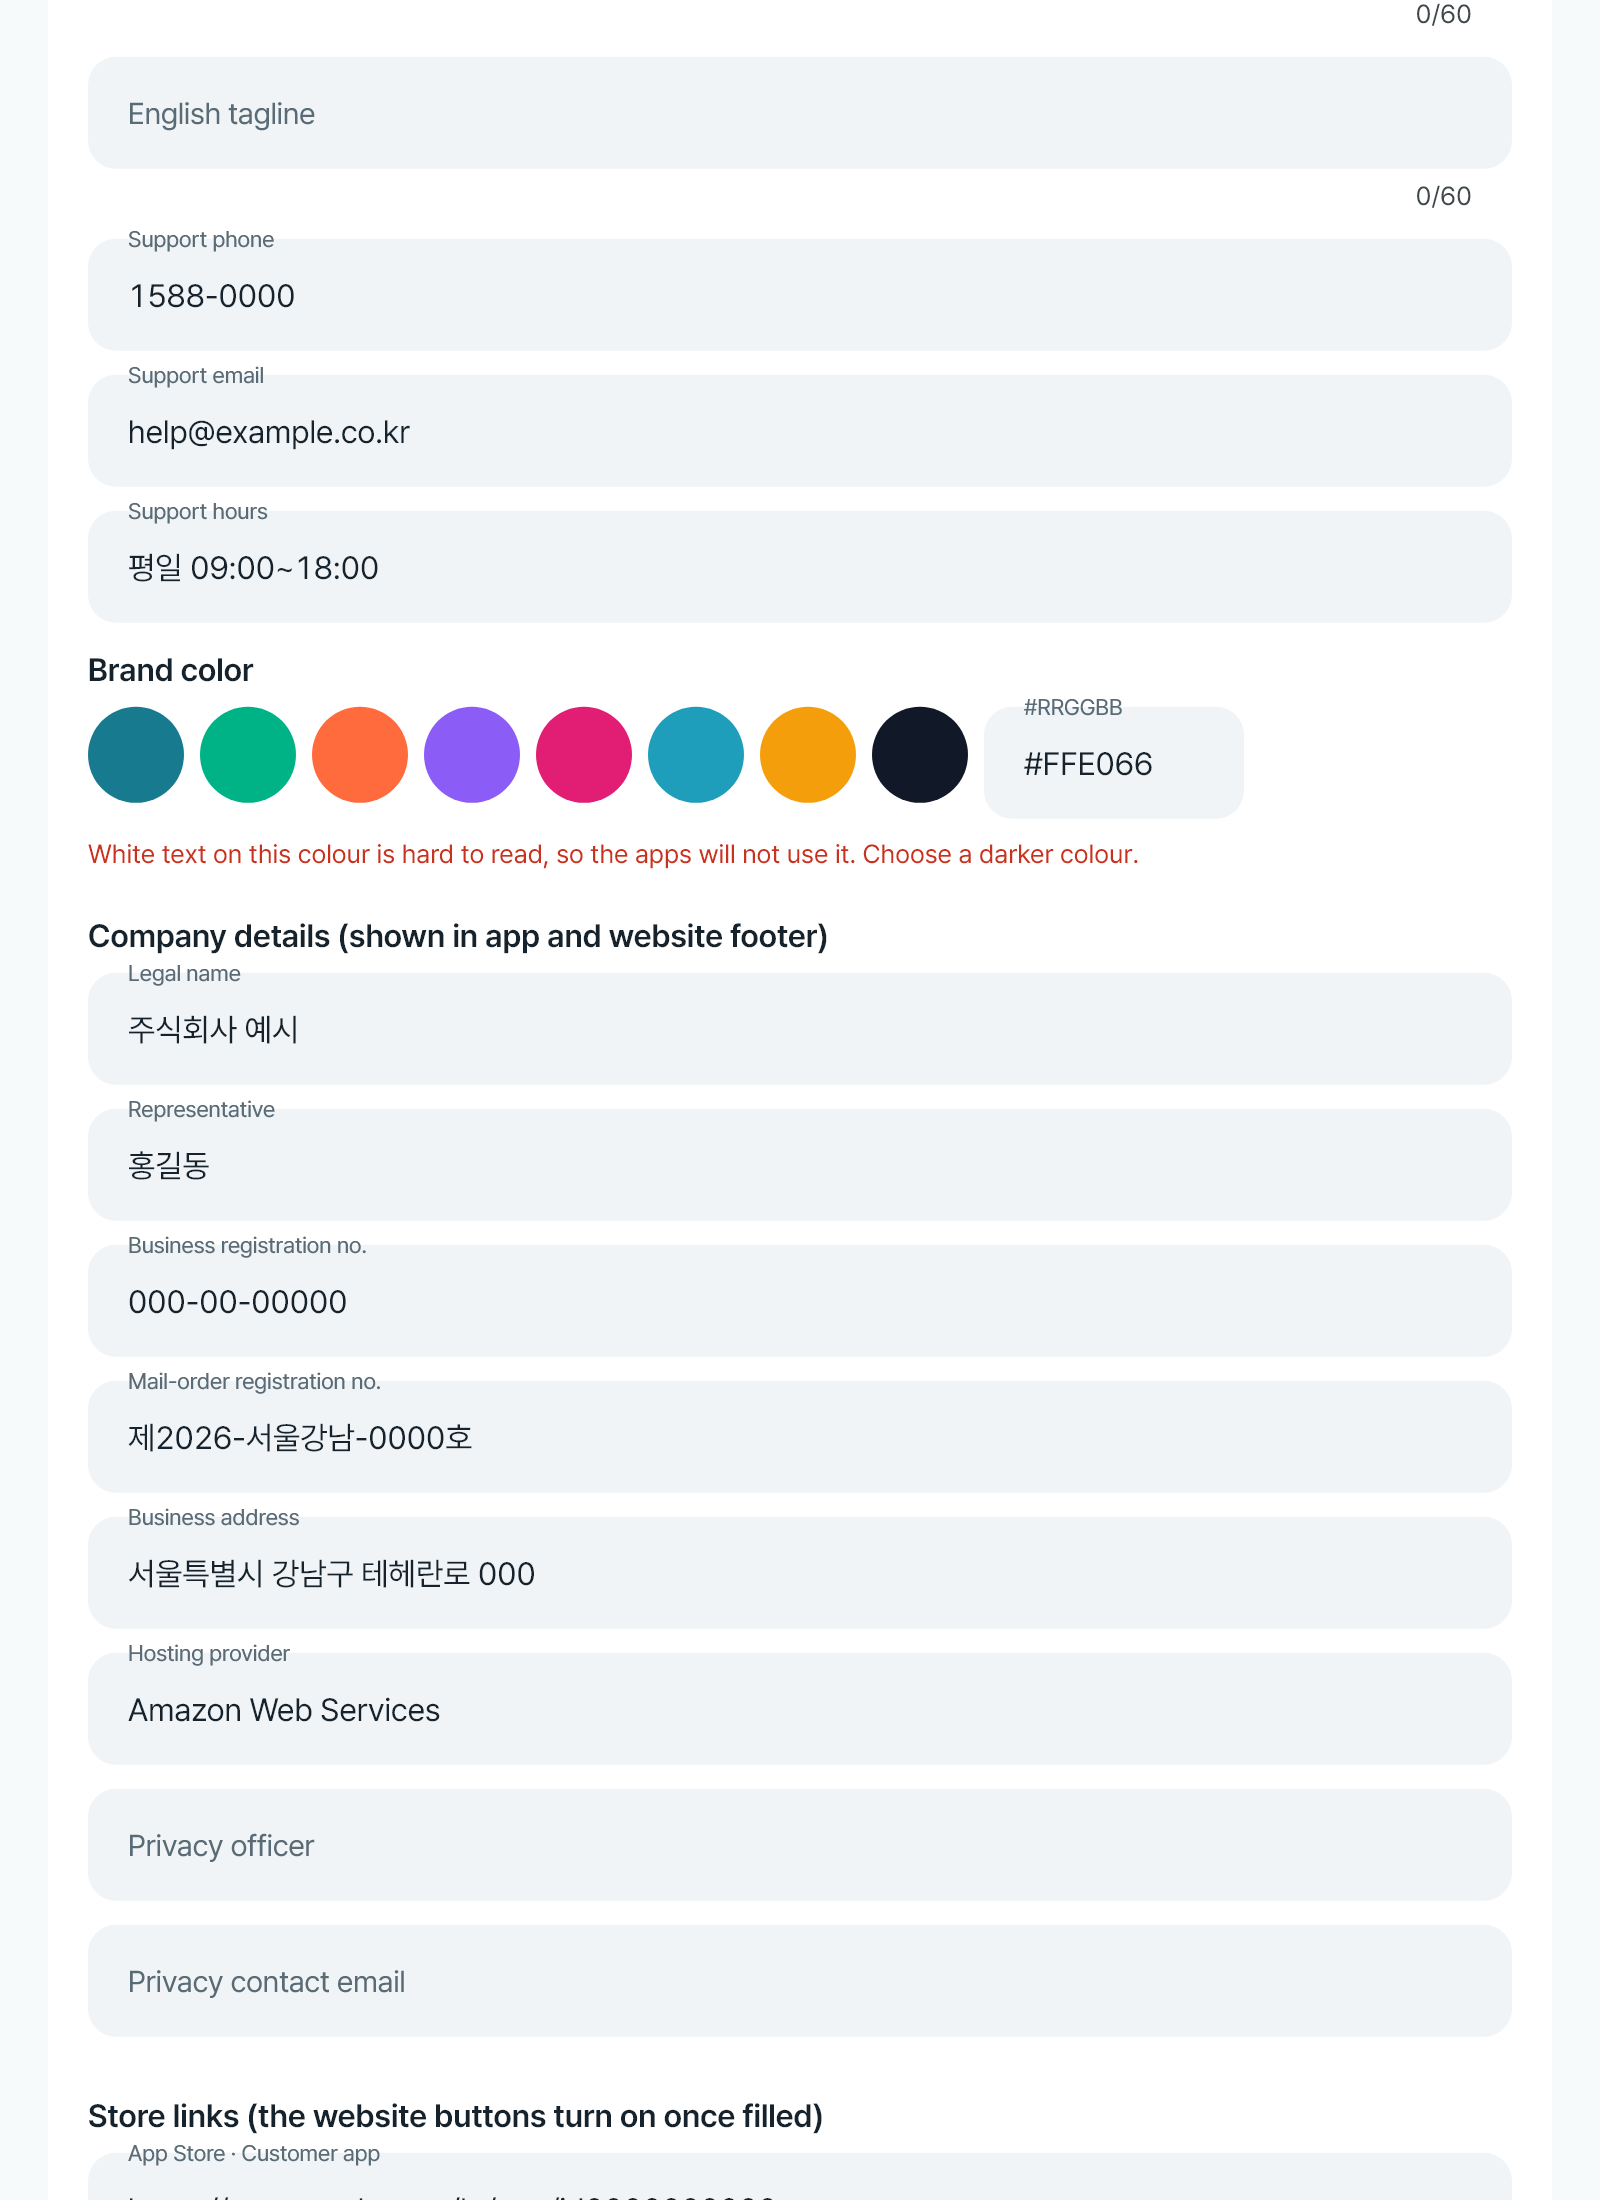 0/60
English tagline
0/60
Support phone
1588-0000
Support email
help@example.co.kr
Support hours
평일 09:00~18:00
Brand color
#RRGGBB
#FFE066
White text on this colour is hard to read, so the apps will not use it. Choose a darker colour.
Company details (shown in app and website footer)
Legal name
주식회사 예시
Representative
홍길동
Business registration no.
000-00-00000
Mail-order registration no.
제2026-서울강남-0000호
Business address
서울특별시 강남구 테헤란로 000
Hosting provider
Amazon Web Services
Privacy officer
Privacy contact email
Store links (the website buttons turn on once filled)
App Store · Customer app